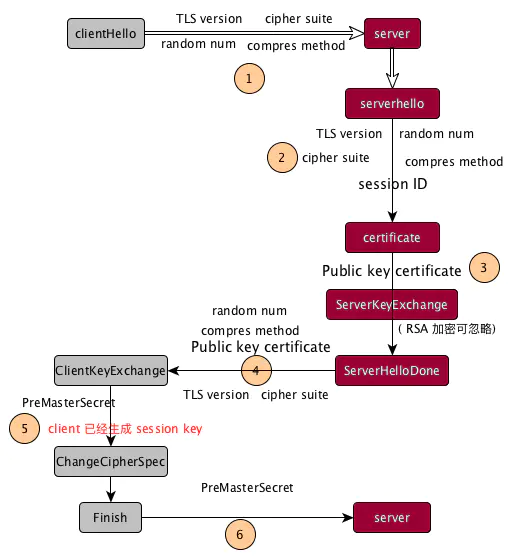 TLS version cipher suite
clientHello
server
random num compres method
1
serverhello
TLS version random num
2
cipher suite
compres method
session ID
certificate
Public key certificate
3
ServerKeyExchange
( RSA 加密可忽略)
random num
compres method
Public key certificate
ClientKeyExchange
4
ServerHelloDone
TLS version cipher suite
PreMasterSecret
5
client 已经生成 session key
ChangeCipherSpec
PreMasterSecret
Finish
server
6